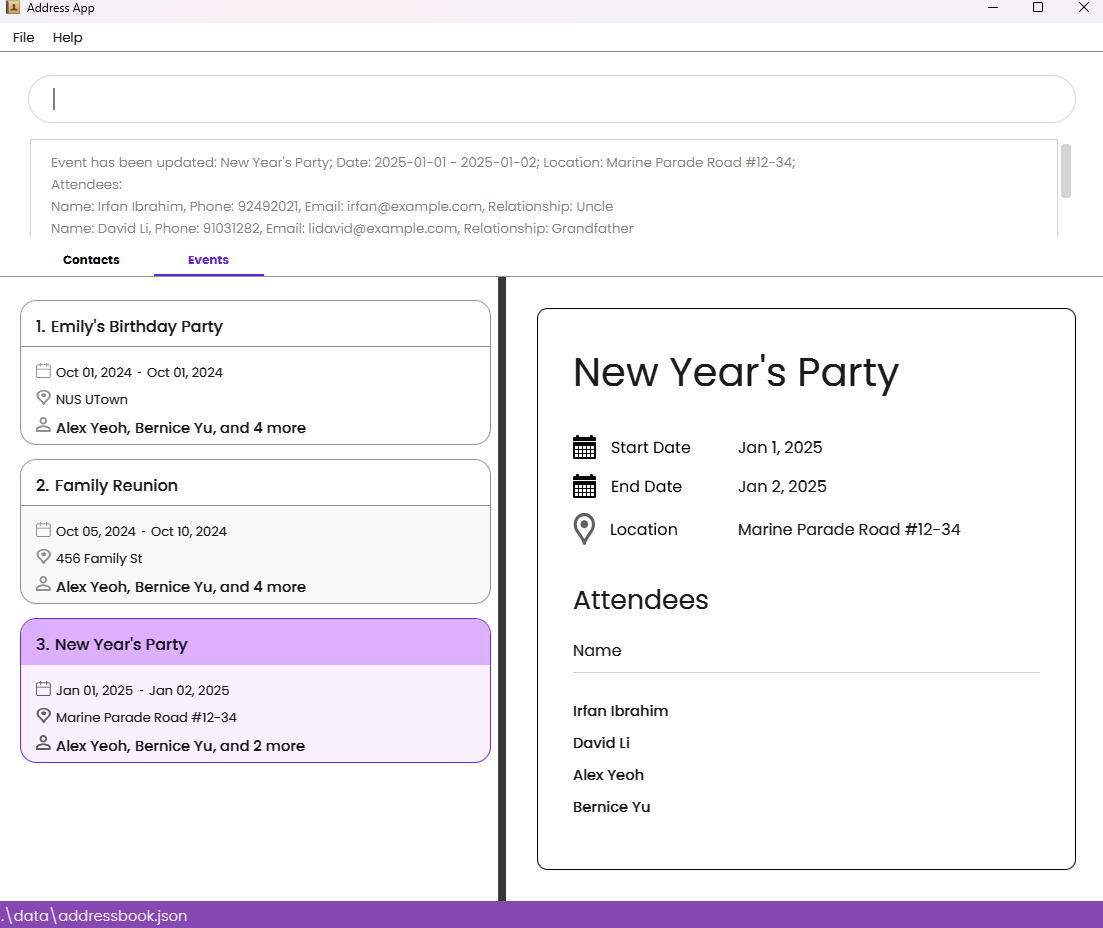 Address App
File Help
Event has been updated: New Year's Party; Date: 2025-01-01 - 2025-01-02; Location: Marine Parade Road #12-34;
Attendees:
Name: Irfan Ibrahim, Phone: 92492021, Email: irfan@example.com, Relationship: Uncle
Name: David Li, Phone: 91031282, Email: lidavid@example.com, Relationship: Grandfather
Contacts Events
1. Emily's Birthday Party
Oct 01, 2024 - Oct 01, 2024
NUS UTown
Alex Yeoh, Bernice Yu, and 4 more
2. Family Reunion
Oct 05, 2024 - Oct 10, 2024
456 Family St
Alex Yeoh, Bernice Yu, and 4 more
3. New Year's Party
Jan 01, 2025 - Jan 02, 2025
Marine Parade Road #12-34
Alex Yeoh, Bernice Yu, and 2 more
New Year's Party
Start Date Jan 1, 2025
End Date Jan 2, 2025
Location Marine Parade Road #12-34
Attendees
Name
Irfan Ibrahim
David Li
Alex Yeoh
Bernice Yu
.\data\addressbook.json